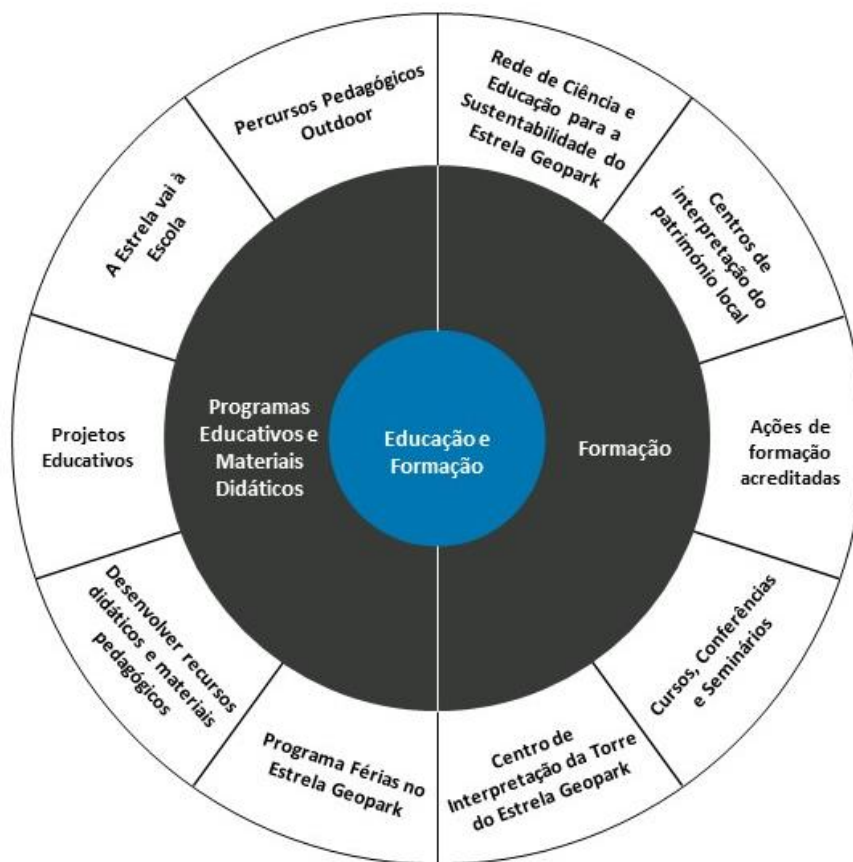 Percursos Pedagógicos
Outdoor
Rede de Ciência e
Educação para a
Sustentabilidade do
Estrela Geopark
A Estrela vai à
Escola
Centros de
interpretação do
património local
Projetos
Educativos
Programas
Educativos e
Materiais
Didáticos
Educação e
Formação
Formação
Ações de
formação
acreditadas
Desenvolver recursos
didáticos e materiais
pedagógicos
Cursos, Conferências
e Seminários
Programa Férias no
Estrela Geopark
Centro de
Interpretação da Torre
do Estrela Geopark